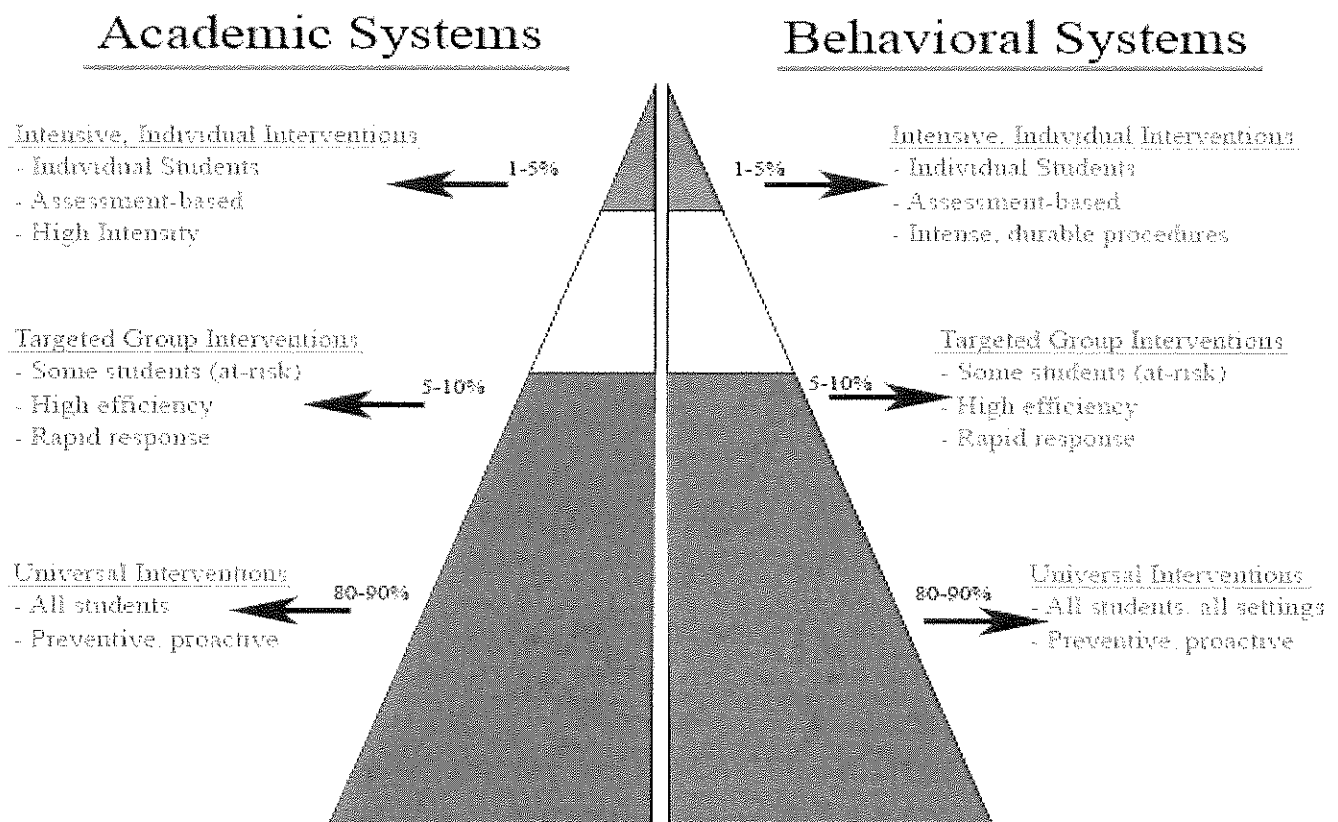 Academic Systems
Behavioral Systems
Intensive, Individual Interventions
- Individual Students
- Assessment-based
- High Intensity
1-5%
1-5%
Intensive, Individual Interventions
- Individual Students
- Assessment-based
- Intense, durable procedures
Targeted Group Interventions
- Some students (at-risk)
- High efficiency
- Rapid response
5-10%
5-10%
Targeted Group Interventions
- Some students (at-risk)
- High efficiency
- Rapid response
Universal Interventions
- All students
- Preventive, proactive
80-90%
80-90%
Universal Interventions
- All students, all settings
- Preventive, proactive